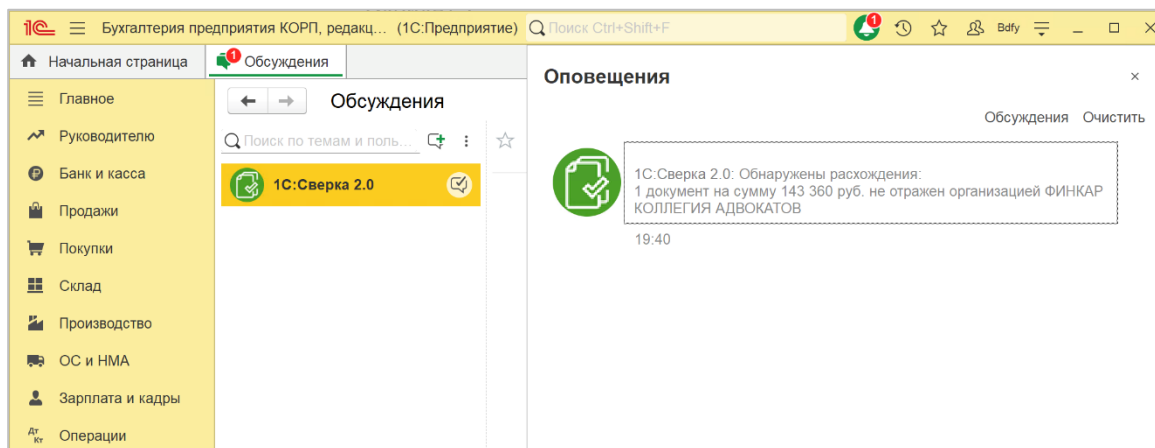 1С Бухгалтерия предприятия КОРП, редакц... (1С:Предприятие) Поиск Ctrl+Shift+F 1 Bdfy
Начальная страница 1 Обсуждения
Оповещения
Обсуждения Очистить
Главное
Руководителю
Банк и касса
Продажи
Покупки
Склад
Производство
ОС и НМА
Зарплата и кадры
Дт Кт Операции
Обсуждения
Поиск по темам и поль...
1С:Сверка 2.0
1С:Сверка 2.0: Обнаружены расхождения:
1 документ на сумму 143 360 руб. не отражен организацией ФИНКАР
КОЛЛЕГИЯ АДВОКАТОВ
19:40